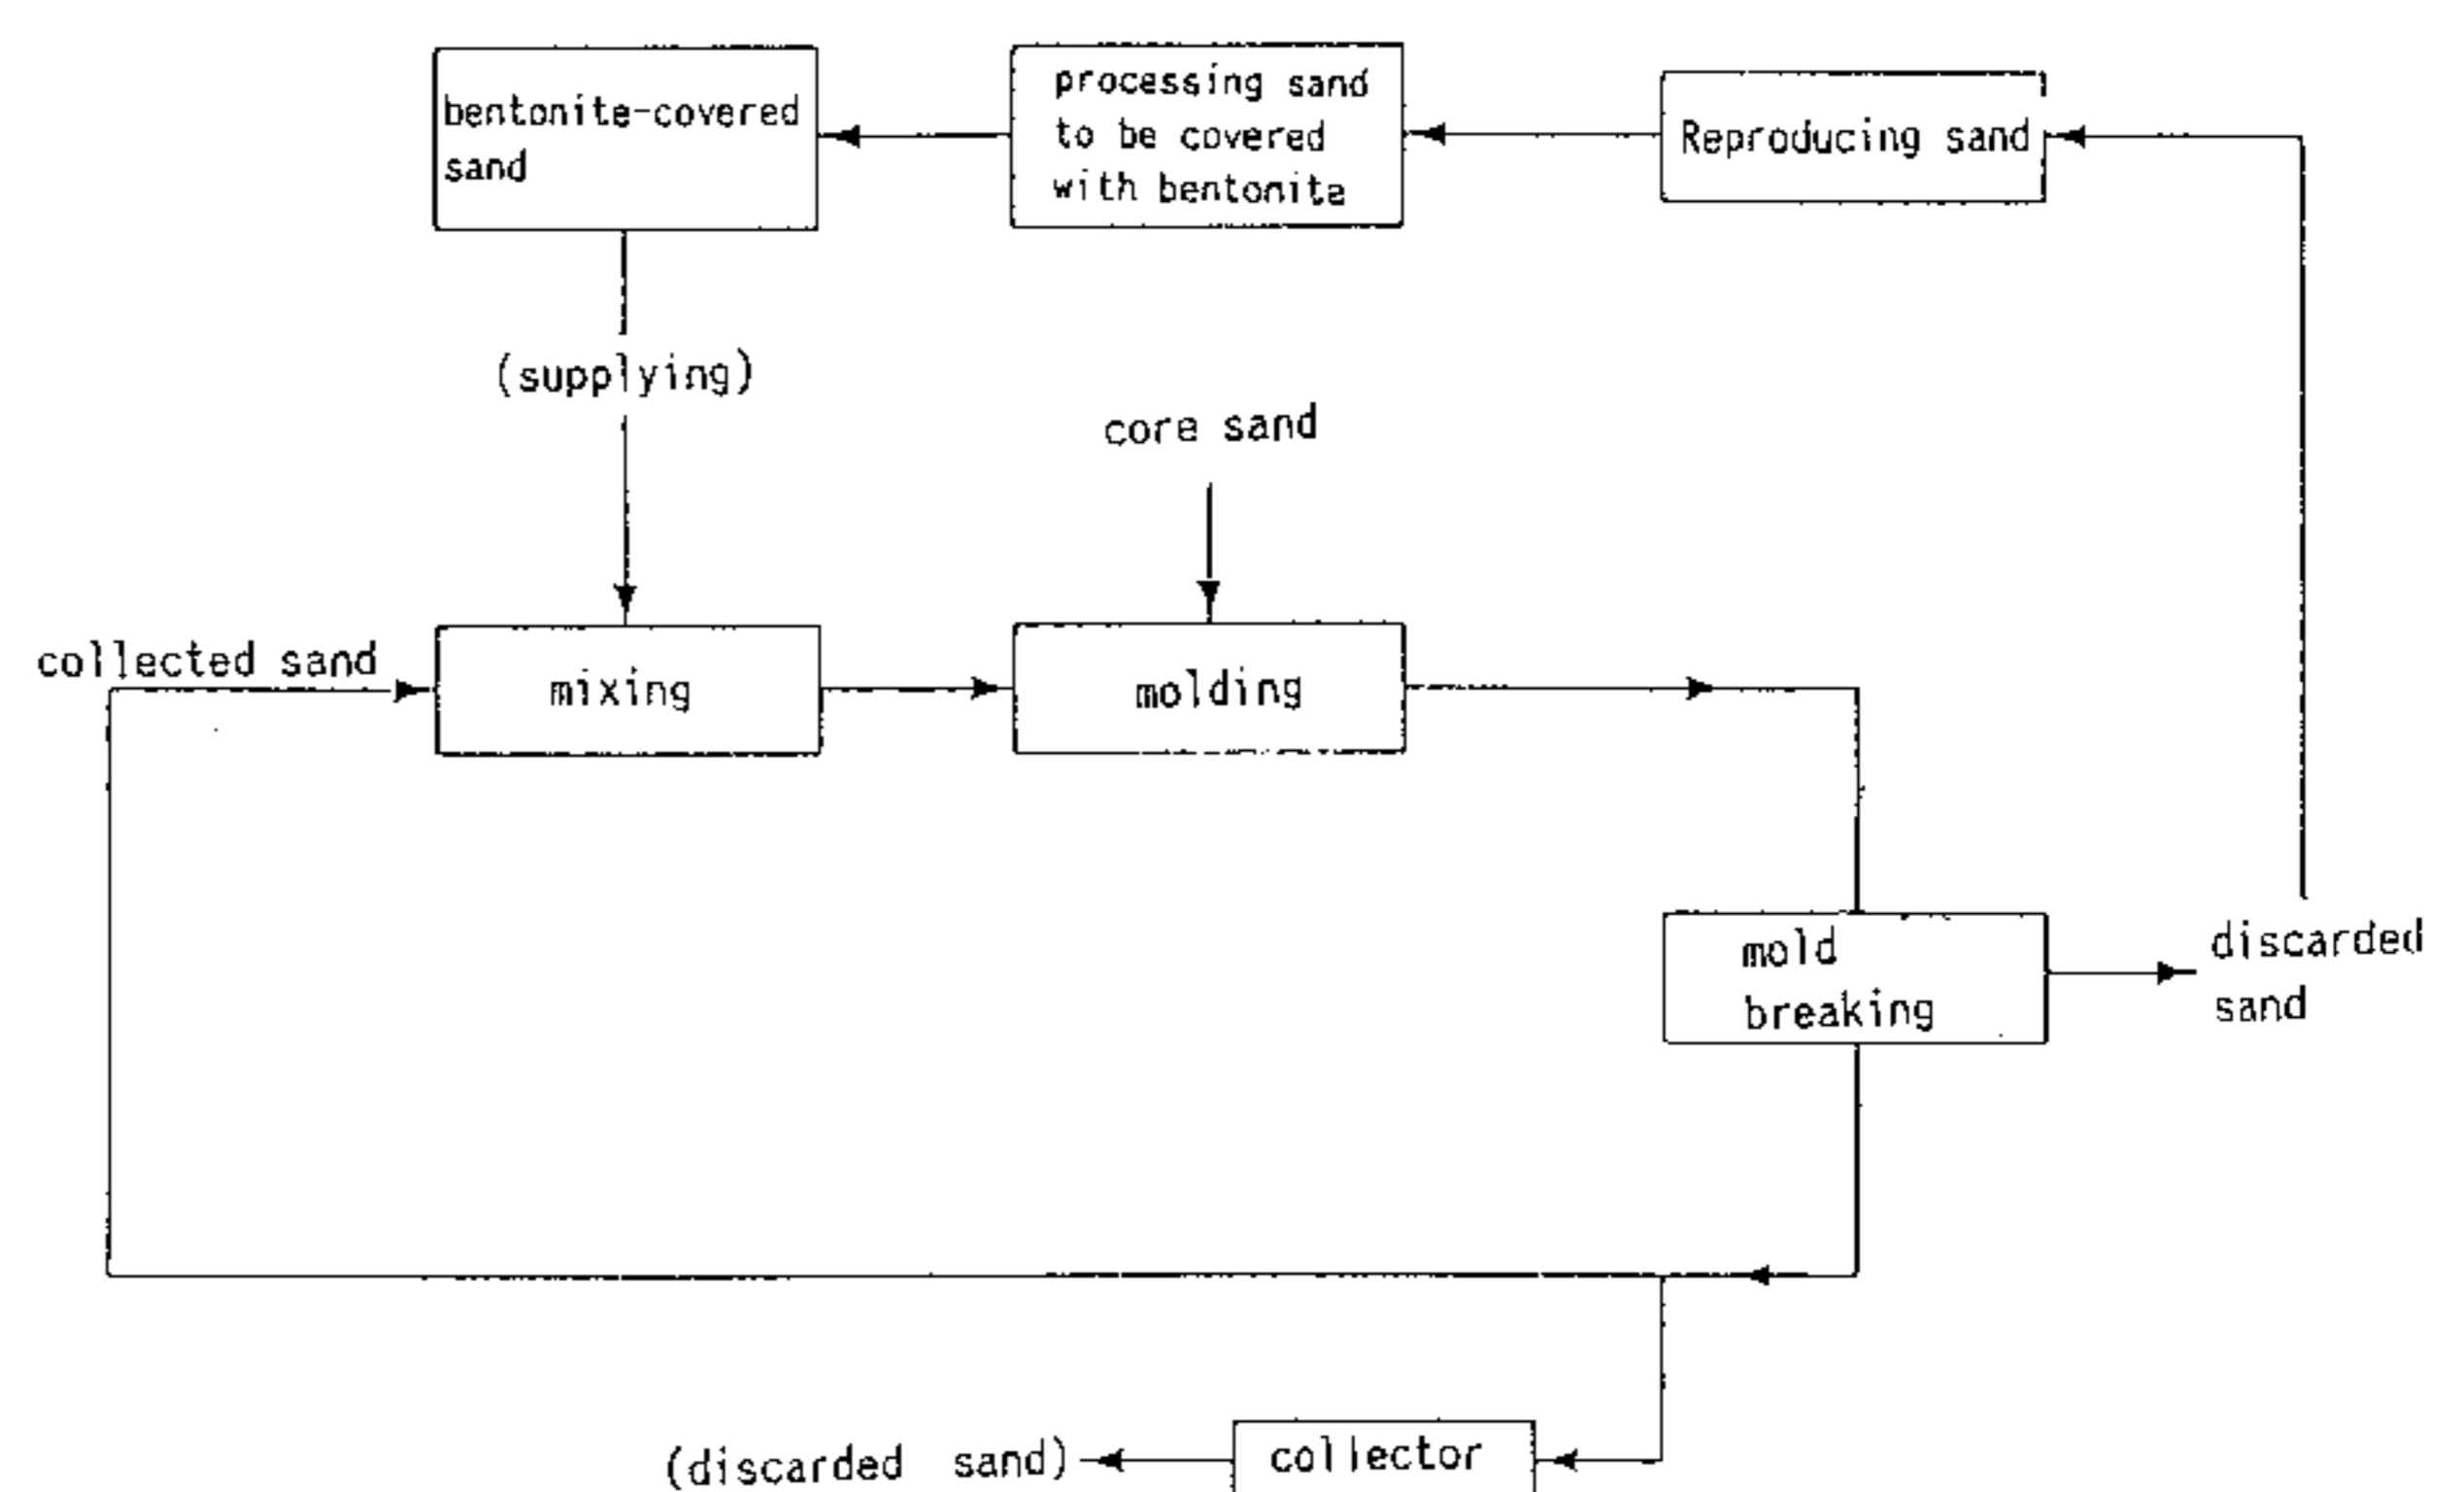 bentonite-covered
sand
processing sand
to be covered
with bentonite
Reproducing sand
(supplying)
core sand
collected sand
mixing
molding
mold
breaking
discarded
sand
(discarded sand)
collector